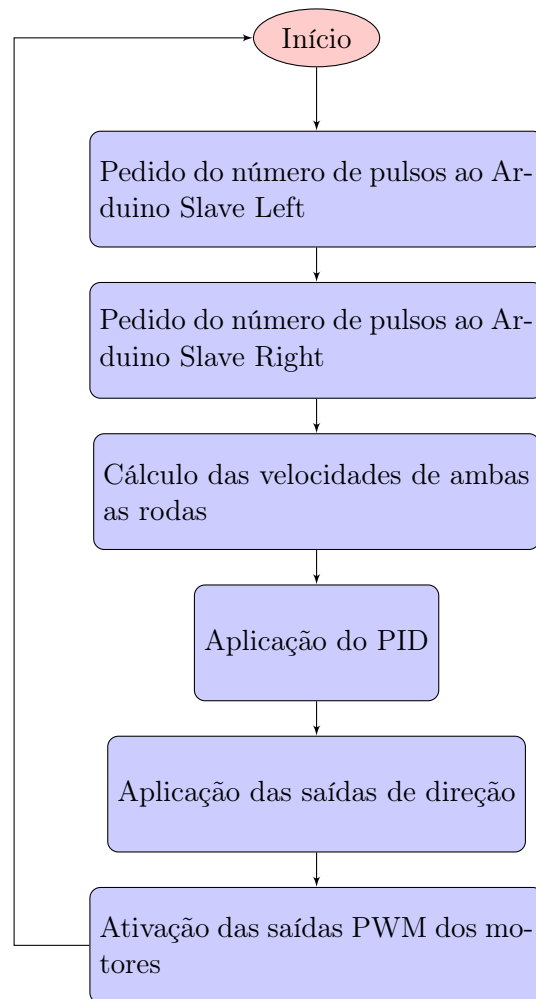 Início
Pedido do número de pulsos ao Ar-
duino Slave Left
Pedido do número de pulsos ao Ar-
duino Slave Right
Cálculo das velocidades de ambas
as rodas
Aplicação do PID
Aplicação das saídas de direção
Ativação das saídas PWM dos mo-
tores